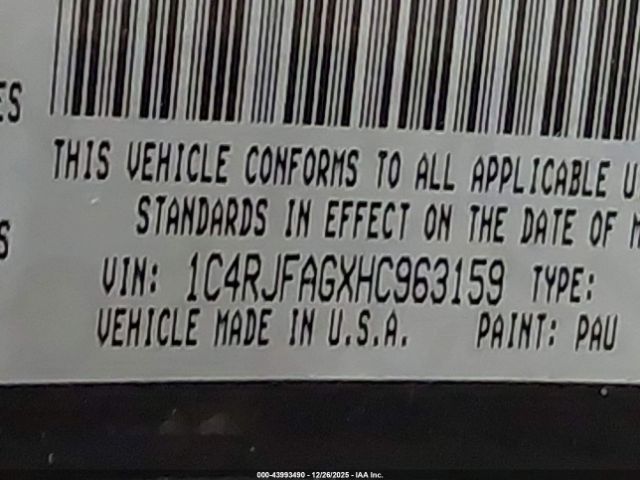 ES
THIS VEHICLE CONFORMS TO ALL APPLICABLE U
STANDARDS IN EFFECT ON THE DATE OF M
S
VIN: 1C4RJFAGXHC963159 TYPE:
VEHICLE MADE IN U.S.A. PAINT: PAU
000-43993490 - 12/26/2025 - IAA Inc.